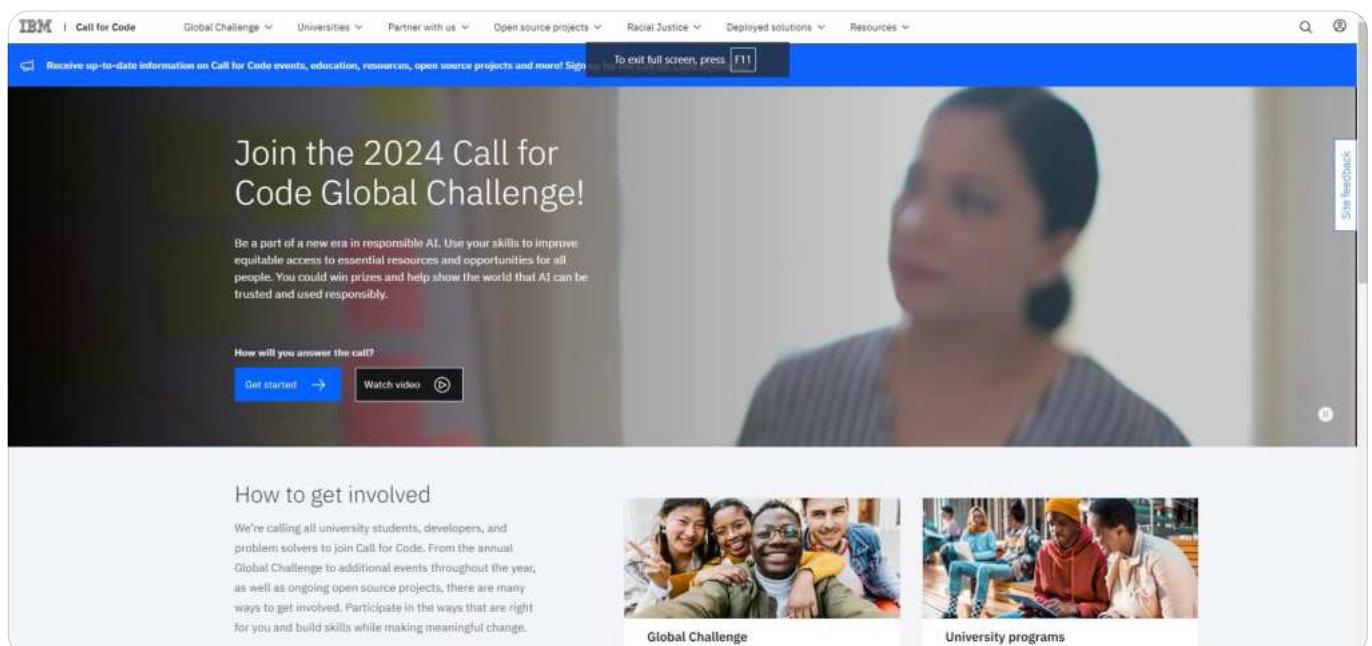 IBM | Call for Code
Global Challenge
Universities
Partner with us
Open source projects
Racial Justice
Deployed solutions
Resources
Receive up-to-date information on Call for Code events, education, resources, open source projects and more! Sign
To exit full screen, press F11
Join the 2024 Call for
Code Global Challenge!
Be a part of a new era in responsible AI. Use your skills to improve
equitable access to essential resources and opportunities for all
people. You could win prizes and help show the world that AI can be
trusted and used responsibly.
How will you answer the call?
Get started
Watch video
Site feedback
How to get involved
We're calling all university students, developers, and
problem solvers to join Call for Code. From the annual
Global Challenge to additional events throughout the year,
as well as ongoing open source projects, there are many
ways to get involved. Participate in the ways that are right
for you and build skills while making meaningful change.
Global Challenge
University programs